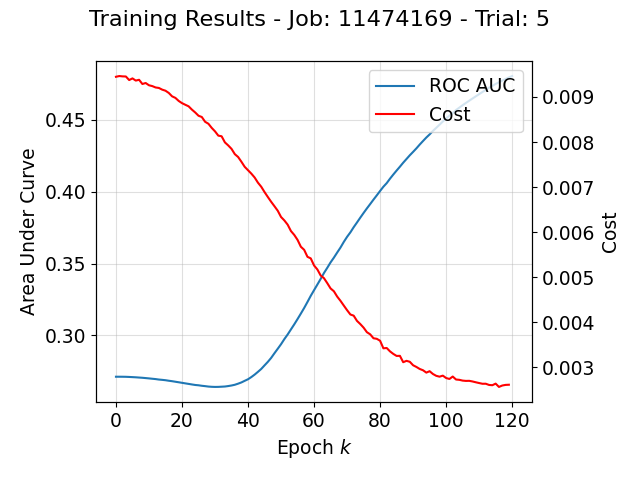 Training Results - Job: 11474169 - Trial: 5
ROC AUC
Cost
Area Under Curve
0.45
0.40
0.35
0.30
0.009
0.008
0.007
0.006
0.005
0.004
0.003
Cost
0 20 40 60 80 100 120
Epoch k